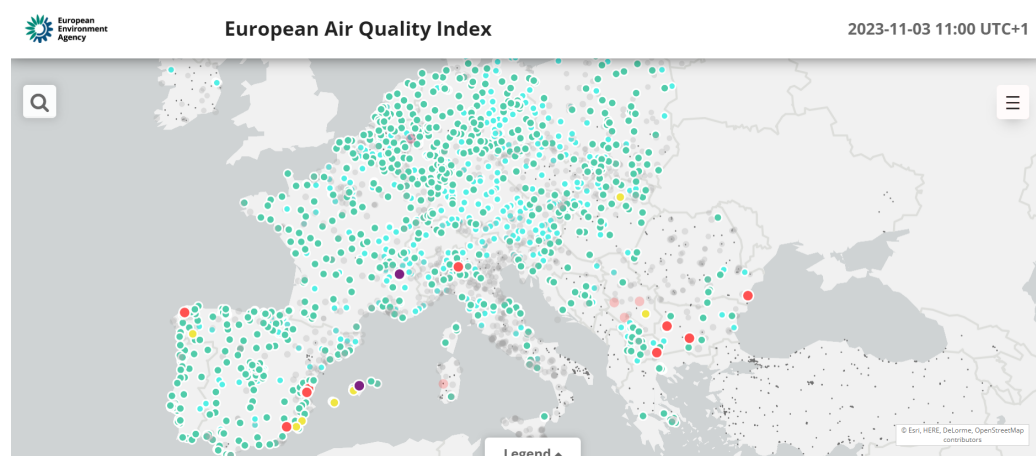 European
Environment
Agency
European Air Quality Index
2023-11-03 11:00 UTC+1
© Esri, HERE, DeLorme, OpenStreetMap
contributors
Legend